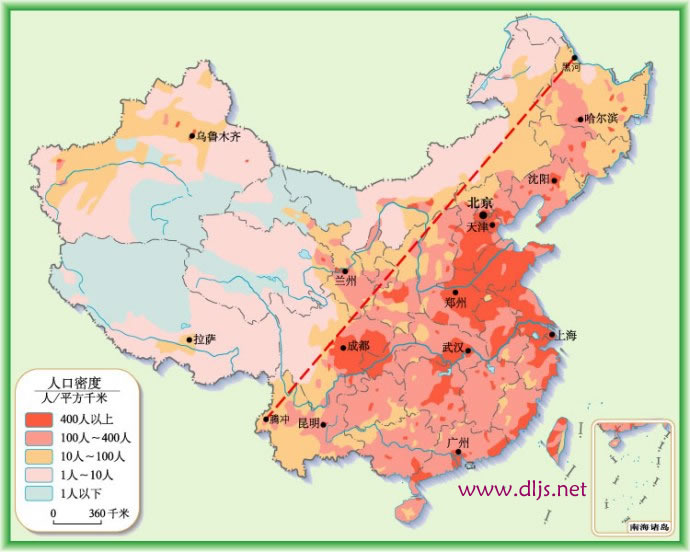 黑河
哈尔滨
乌鲁木齐
沈阳
北京
天津
兰州
郑州
拉萨
成都
武汉
上海
腾冲
昆明
广州
www.dljs.net
人口密度
人/平方千米
400人以上
100人~400人
10人~100人
1人~10人
1人以下
0 360千米
南海诸岛